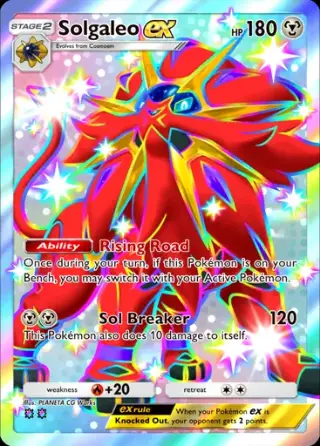 STAGE 2 Solgaleo ex HP 180
Evolves from Cosmoem
Ability Rising Road
Once during your turn, if this Pokémon is on your
Bench, you may switch it with your Active Pokémon.
Sol Breaker 120
This Pokémon also does 10 damage to itself.
weakness +20 retreat
Illus. PLANETA CG Works
ex rule When your Pokémon ex is
Knocked Out, your opponent gets 2 points.